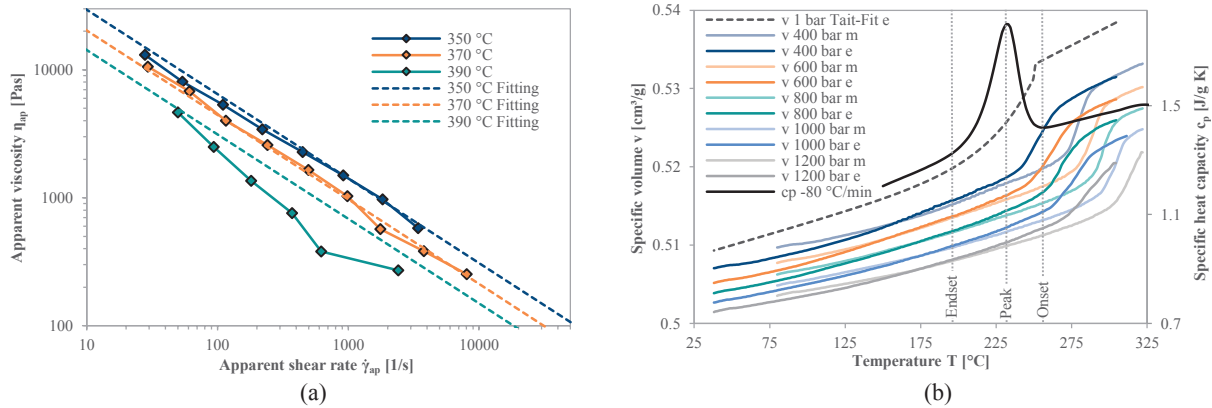 10000
1000
100
10
100
1000
10000
Apparent viscosity ηap [Pas]
Apparent shear rate γ̇ap [1/s]
350 °C
370 °C
390 °C
350 °C Fitting
370 °C Fitting
390 °C Fitting
(a)
0.54
0.53
0.52
0.51
0.5
Specific volume v [cm³/g]
v 1 bar Tait-Fit e
v 400 bar m
v 400 bar e
v 600 bar m
v 600 bar e
v 800 bar m
v 800 bar e
v 1000 bar m
v 1000 bar e
v 1200 bar m
v 1200 bar e
cp -80 °C/min
Endset
Peak
Onset
25
75
125
175
225
275
325
Temperature T [°C]
1.5
1.1
0.7
Specific heat capacity cp [J/g K]
(b)